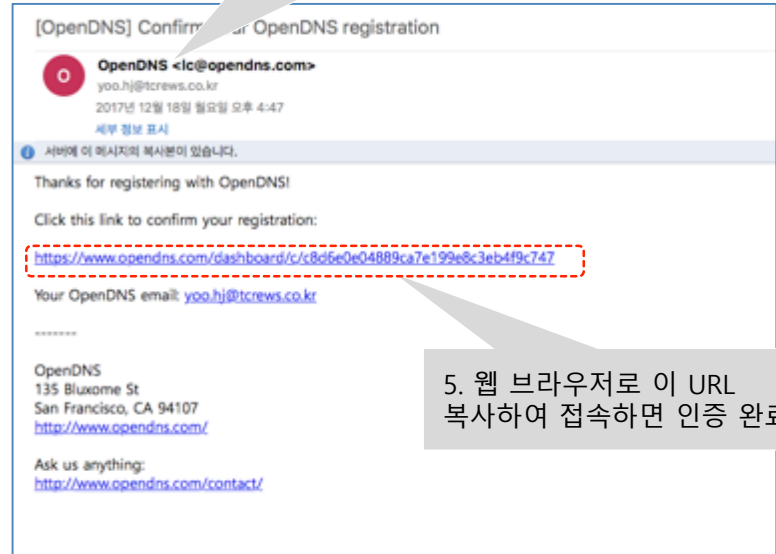 [OpenDNS] Confirm your OpenDNS registration
O
OpenDNS <lc@opendns.com>
yoo.hj@tcrews.co.kr
2017년 12월 18일 월요일 오후 4:47
세부 정보 표시
서버에 이 메시지의 복사본이 있습니다.
Thanks for registering with OpenDNS!
Click this link to confirm your registration:
https://www.opendns.com/dashboard/c/c8d6e0e04889ca7e199e8c3eb4f9c747
Your OpenDNS email: yoo.hj@tcrews.co.kr
-------
OpenDNS
135 Bluxome St
San Francisco, CA 94107
http://www.opendns.com/
Ask us anything:
http://www.opendns.com/contact/
5. 웹 브라우저로 이 URL
복사하여 접속하면 인증 완료